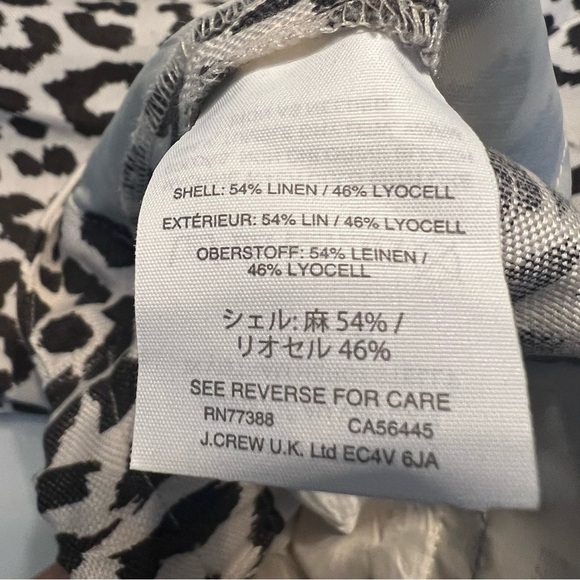 SHELL: 54% LINEN / 46% LYOCELL
EXTÉRIEUR: 54% LIN / 46% LYOCELL
OBERSTOFF: 54% LEINEN /
46% LYOCELL
シェル: 麻 54% /
リオセル 46%
SEE REVERSE FOR CARE
RN77388 CA56445
J.CREW U.K. Ltd EC4V 6JA